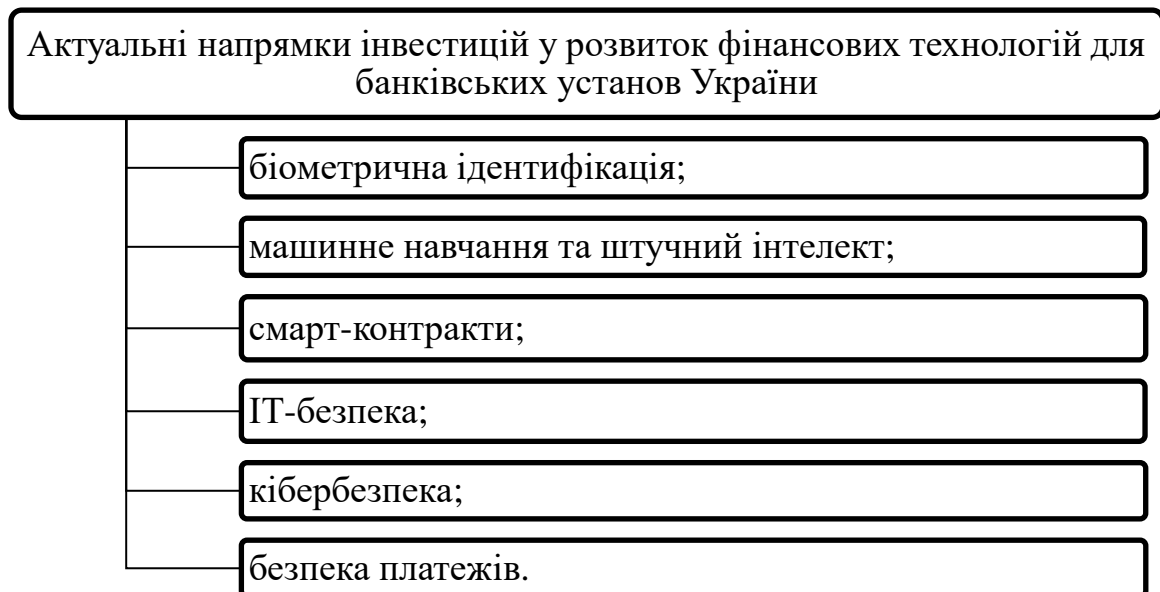 Актуальні напрямки інвестицій у розвиток фінансових технологій для
банківських установ України
біометрична ідентифікація;
машинне навчання та штучний інтелект;
смарт-контракти;
ІТ-безпека;
кібербезпека;
безпека платежів.